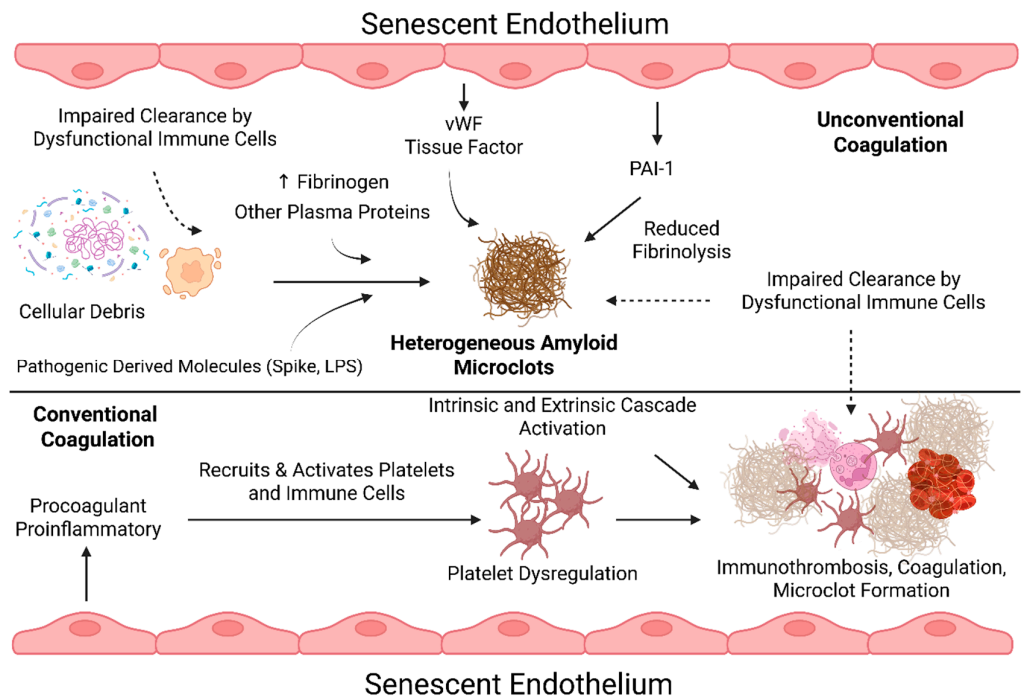 Senescent Endothelium
Impaired Clearance by
Dysfunctional Immune Cells
vWF
Tissue Factor
PAI-1
Unconventional
Coagulation
↑ Fibrinogen
Other Plasma Proteins
Reduced
Fibrinolysis
Cellular Debris
Impaired Clearance by
Dysfunctional Immune Cells
Heterogeneous Amyloid
Microclots
Pathogenic Derived Molecules (Spike, LPS)
Conventional
Coagulation
Intrinsic and Extrinsic Cascade
Activation
Recruits & Activates Platelets
and Immune Cells
Procoagulant
Proinflammatory
Platelet Dysregulation
Immunothrombosis, Coagulation,
Microclot Formation
Senescent Endothelium